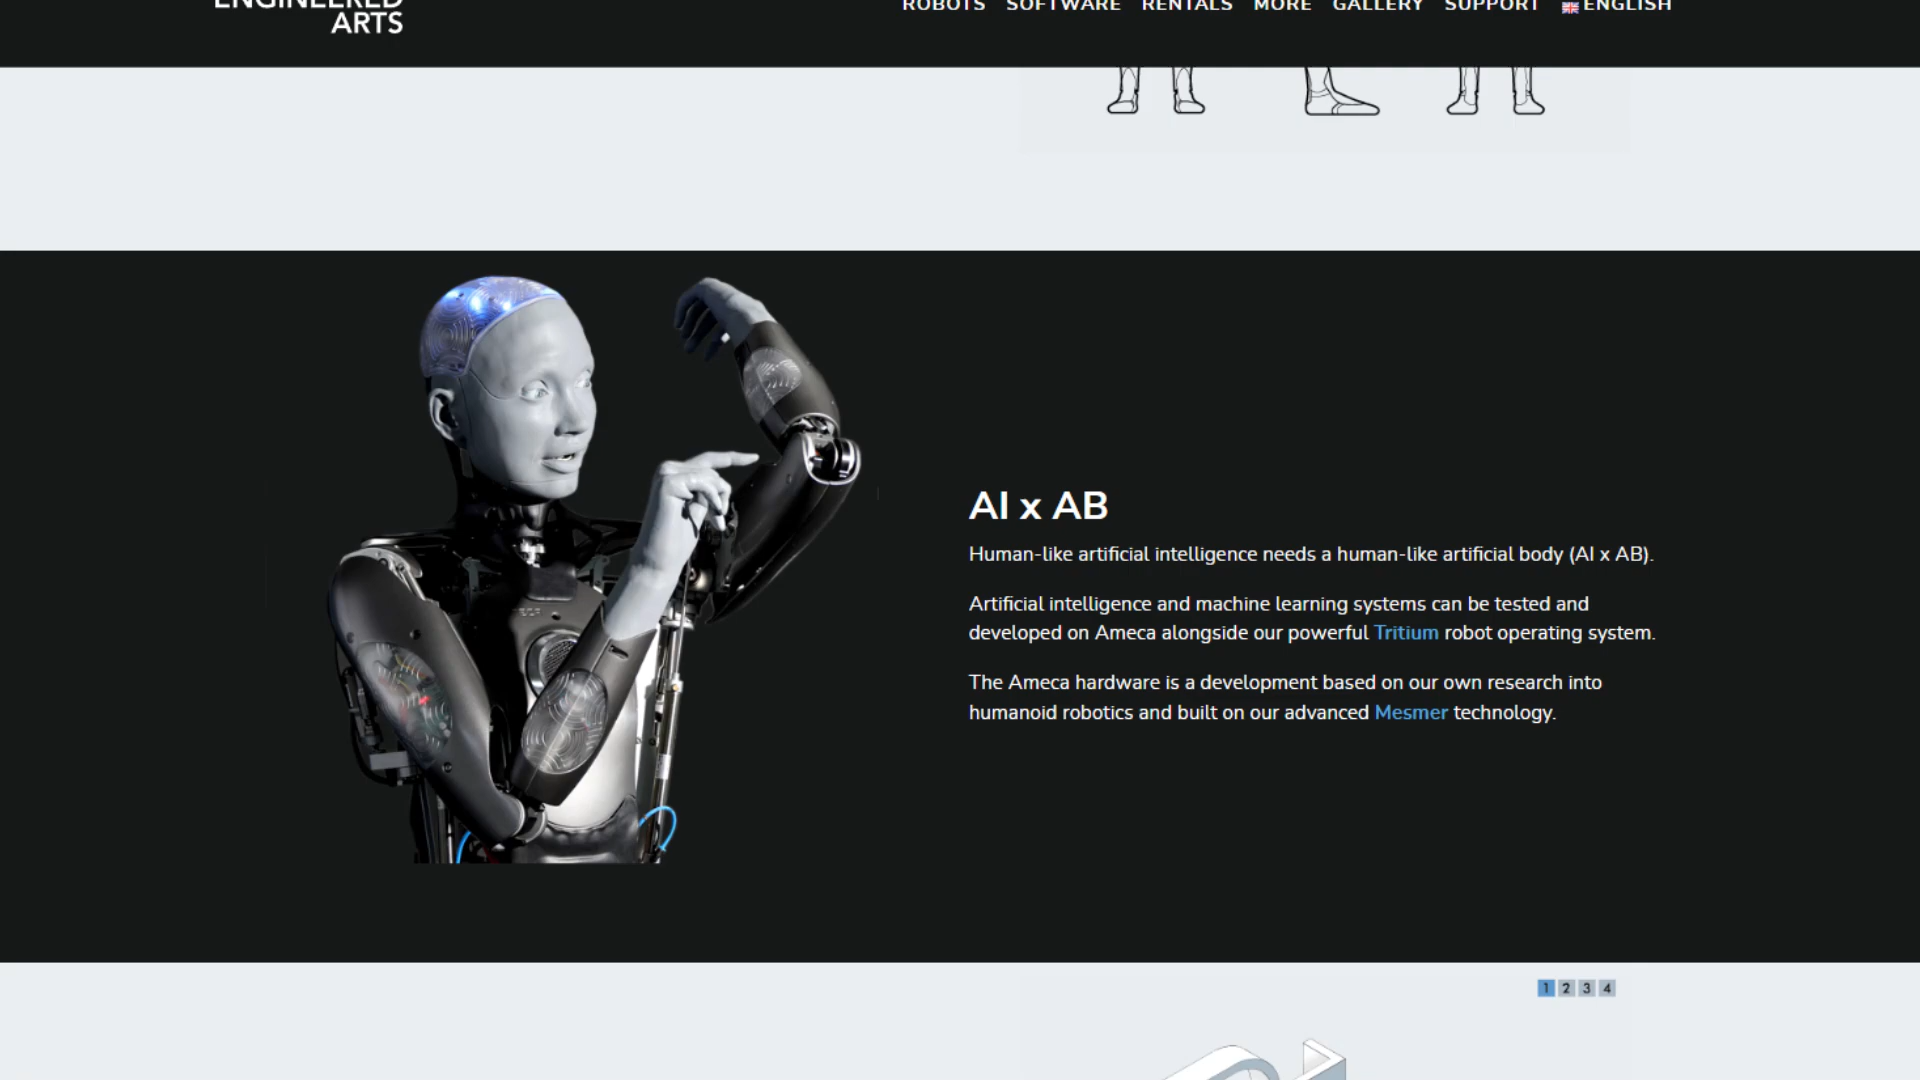 ENGINEERED
ARTS
ROBOTS SOFTWARE RENTALS MORE GALLERY SUPPORT ENGLISH
AI x AB
Human-like artificial intelligence needs a human-like artificial body (AI x AB).
Artificial intelligence and machine learning systems can be tested and
developed on Ameca alongside our powerful Tritium robot operating system.
The Ameca hardware is a development based on our own research into
humanoid robotics and built on our advanced Mesmer technology.
1 2 3 4